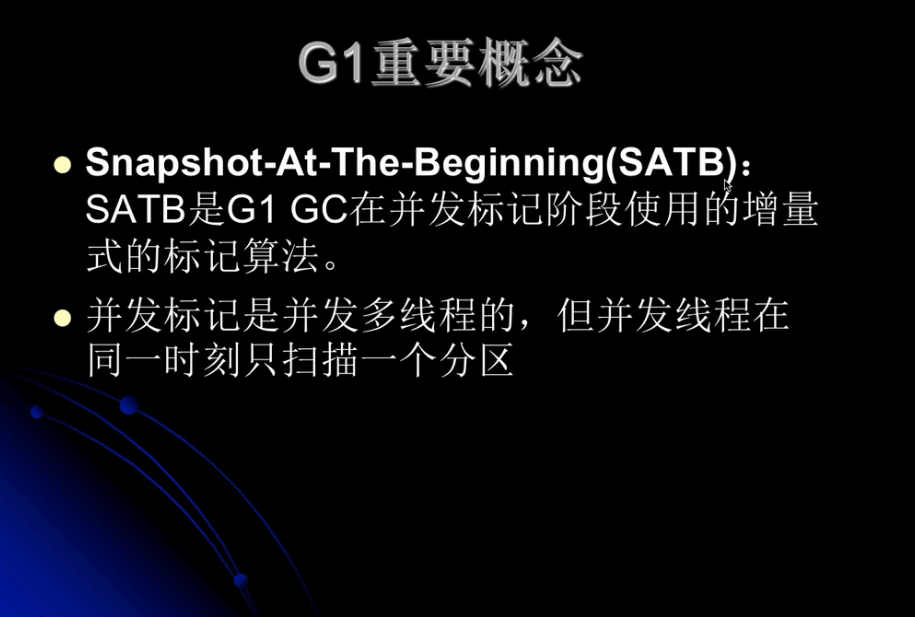 G1重要概念
Snapshot-At-The-Beginning(SATB)：
SATB是G1 GC在并发标记阶段使用的增量
式的标记算法。
并发标记是并发多线程的，但并发线程在
同一时刻只扫描一个分区